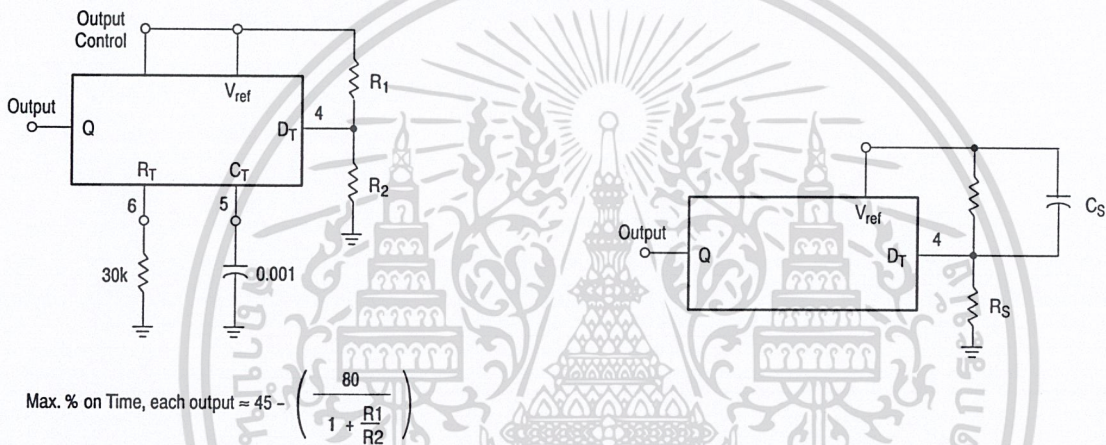 Output
Control
Output
Q
V_ref
D_T
4
R_1
R_2
R_T
C_T
6
5
30k
0.001
Max. % on Time, each output ≈ 45 - ( 80 / 1 + R1/R2 )
Output
Q
V_ref
D_T
4
C_S
R_S